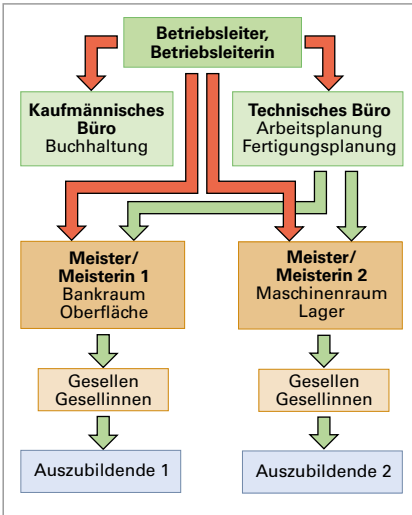 Betriebsleiter,
Betriebsleiterin
Kaufmännisches
Büro
Buchhaltung
Technisches Büro
Arbeitsplanung
Fertigungsplanung
Meister/
Meisterin 1
Bankraum
Oberfläche
Meister/
Meisterin 2
Maschinenraum
Lager
Gesellen
Gesellinnen
Gesellen
Gesellinnen
Auszubildende 1
Auszubildende 2